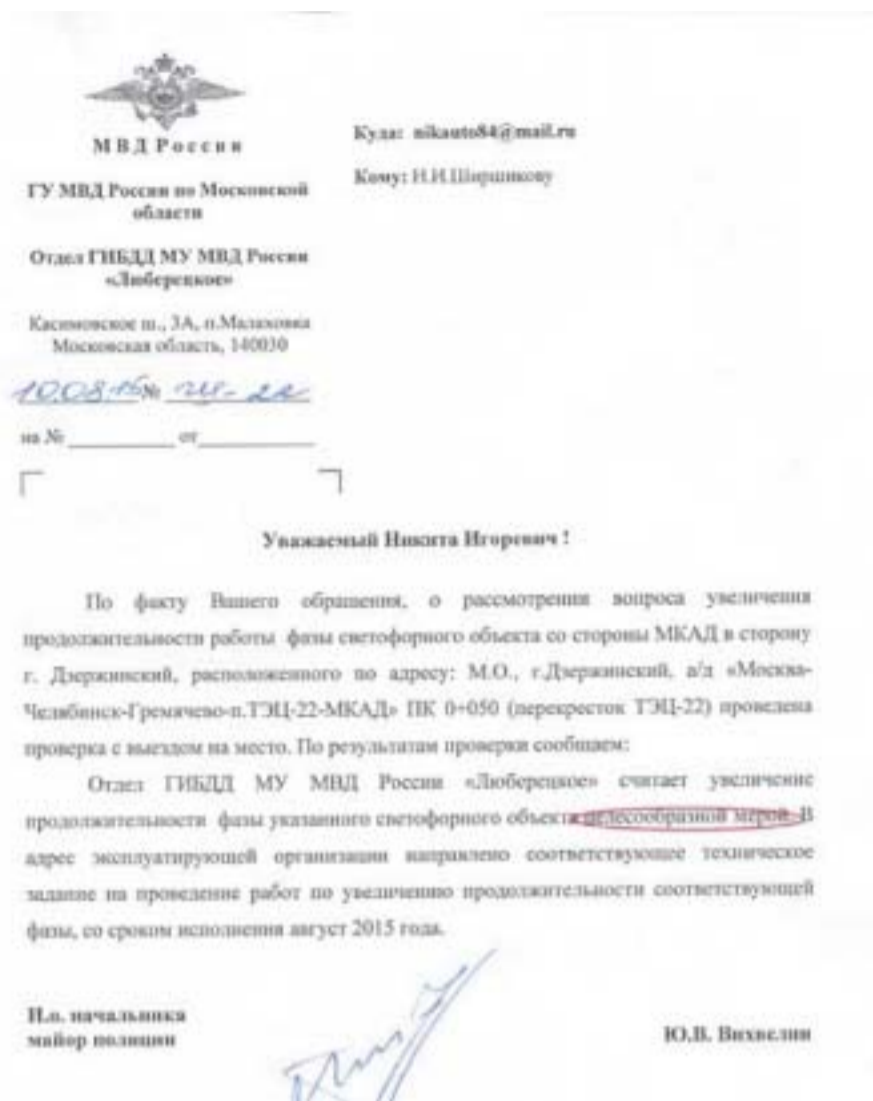 МВД России
Куда: nikauto84@mail.ru
Кому: Н.И.Ширшикову
ГУ МВД России по Московской
области
Отдел ГИБДД МУ МВД России
«Люберецкое»
Касимовское ш., 3А, п.Малаховка
Московская область, 140030
10.08.15 №
на № от
Уважаемый Никита Игоревич !
По факту Вашего обращения, о рассмотрения вопроса увеличения
продолжительности работы фазы светофорного объекта со стороны МКАД в сторону
г. Дзержинский, расположенного по адресу: М.О., г.Дзержинский, а/д «Москва-
Челябинск-Гремячево-п.ТЭЦ-22-МКАД» ПК 0+050 (перекресток ТЭЦ-22) проведена
проверка с выездом на место. По результатам проверки сообщаем:
Отдел ГИБДД МУ МВД России «Люберецкое» считает увеличение
продолжительности фазы указанного светофорного объекта целесообразной мерой. В
адрес эксплуатирующей организации направлено соответствующее техническое
задание на проведение работ по увеличению продолжительности соответствующей
фазы, со сроком исполнения август 2015 года.
И.о. начальника
майор полиции
Ю.В. Вихвелин